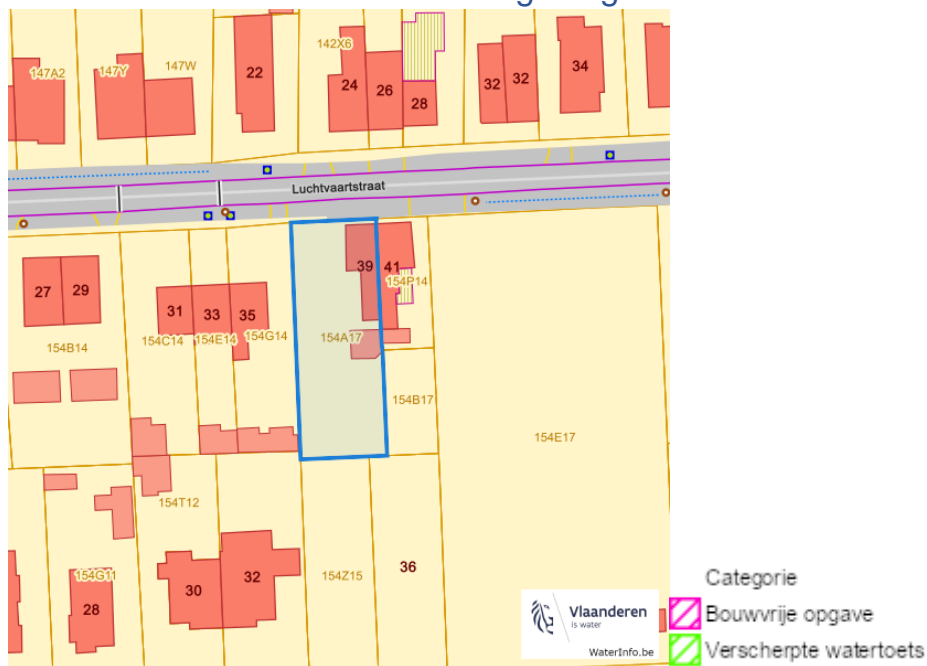 22
142X6
147A2
147Y
147W
24
26
28
32
32
34
Luchtvaartstraat
39
41
154P14
27
29
31
33
35
154B14
154C14
154E14
154G14
154A17
154B17
154E17
154T12
154G11
28
30
32
154Z15
36
Vlaanderen
is water
WaterInfo.be
Categorie
Bouwvrije opgave
Verscherpte watertoets